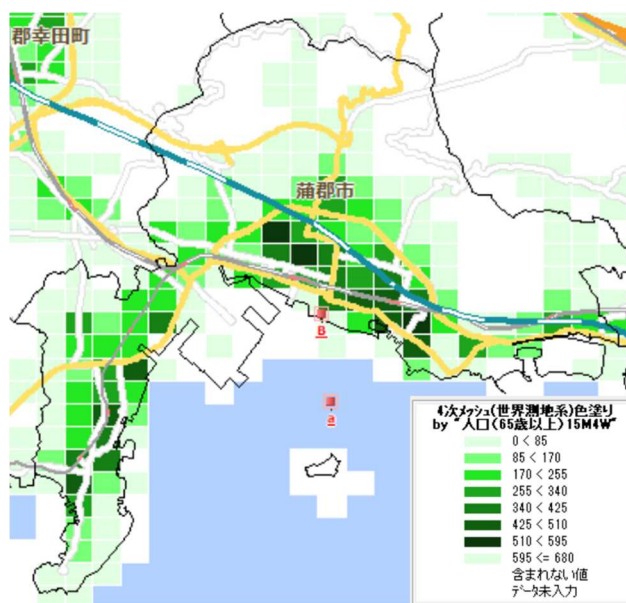 郡幸田町
蒲郡市
B
a
4次メッシュ(世界測地系)色塗り
by "人口(65歳以上)15M4W"
0 < 85
85 < 170
170 < 255
255 < 340
340 < 425
425 < 510
510 < 595
595 <= 680
含まれない値
データ未入力